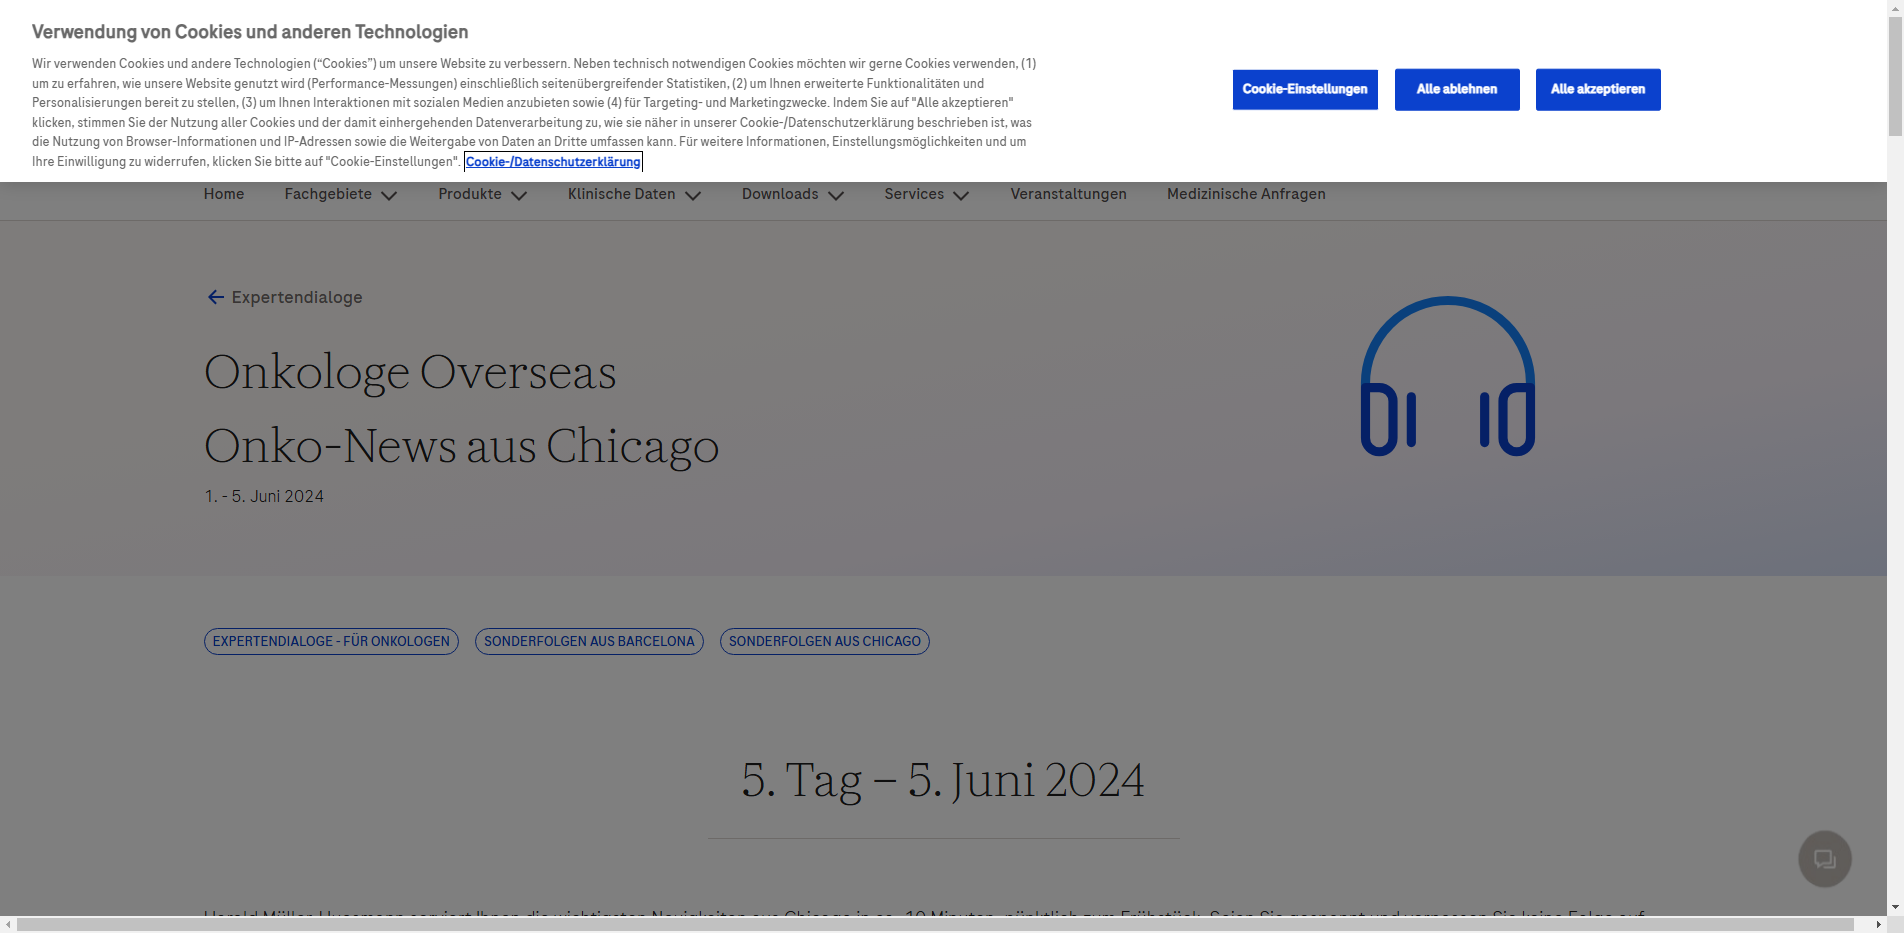 Verwendung von Cookies und anderen Technologien
Wir verwenden Cookies und andere Technologien (“Cookies”) um unsere Website zu verbessern. Neben technisch notwendigen Cookies möchten wir gerne Cookies verwenden, (1)
um zu erfahren, wie unsere Website genutzt wird (Performance-Messungen) einschließlich seitenübergreifender Statistiken, (2) um Ihnen erweiterte Funktionalitäten und
Personalisierungen bereit zu stellen, (3) um Ihnen Interaktionen mit sozialen Medien anzubieten sowie (4) für Targeting- und Marketingzwecke. Indem Sie auf "Alle akzeptieren"
klicken, stimmen Sie der Nutzung aller Cookies und der damit einhergehenden Datenverarbeitung zu, wie sie näher in unserer Cookie-/Datenschutzerklärung beschrieben ist, was
die Nutzung von Browser-Informationen und IP-Adressen sowie die Weitergabe von Daten an Dritte umfassen kann. Für weitere Informationen, Einstellungsmöglichkeiten und um
Ihre Einwilligung zu widerrufen, klicken Sie bitte auf "Cookie-Einstellungen". Cookie-/Datenschutzerklärung
Cookie-Einstellungen
Alle ablehnen
Alle akzeptieren
Home Fachgebiete Produkte Klinische Daten Downloads Services Veranstaltungen Medizinische Anfragen
Expertendialoge
Onkologe Overseas
Onko-News aus Chicago
1. - 5. Juni 2024
EXPERTENDIALOGE - FÜR ONKOLOGEN
SONDERFOLGEN AUS BARCELONA
SONDERFOLGEN AUS CHICAGO
5. Tag – 5. Juni 2024